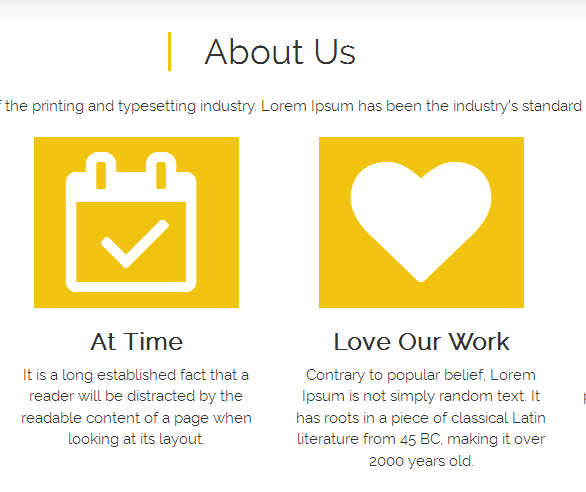 About Us
the printing and typesetting industry. Lorem Ipsum has been the industry's standard
At Time
It is a long established fact that a
reader will be distracted by the
readable content of a page when
looking at its layout.
Love Our Work
Contrary to popular belief, Lorem
Ipsum is not simply random text. It
has roots in a piece of classical Latin
literature from 45 BC, making it over
2000 years old.